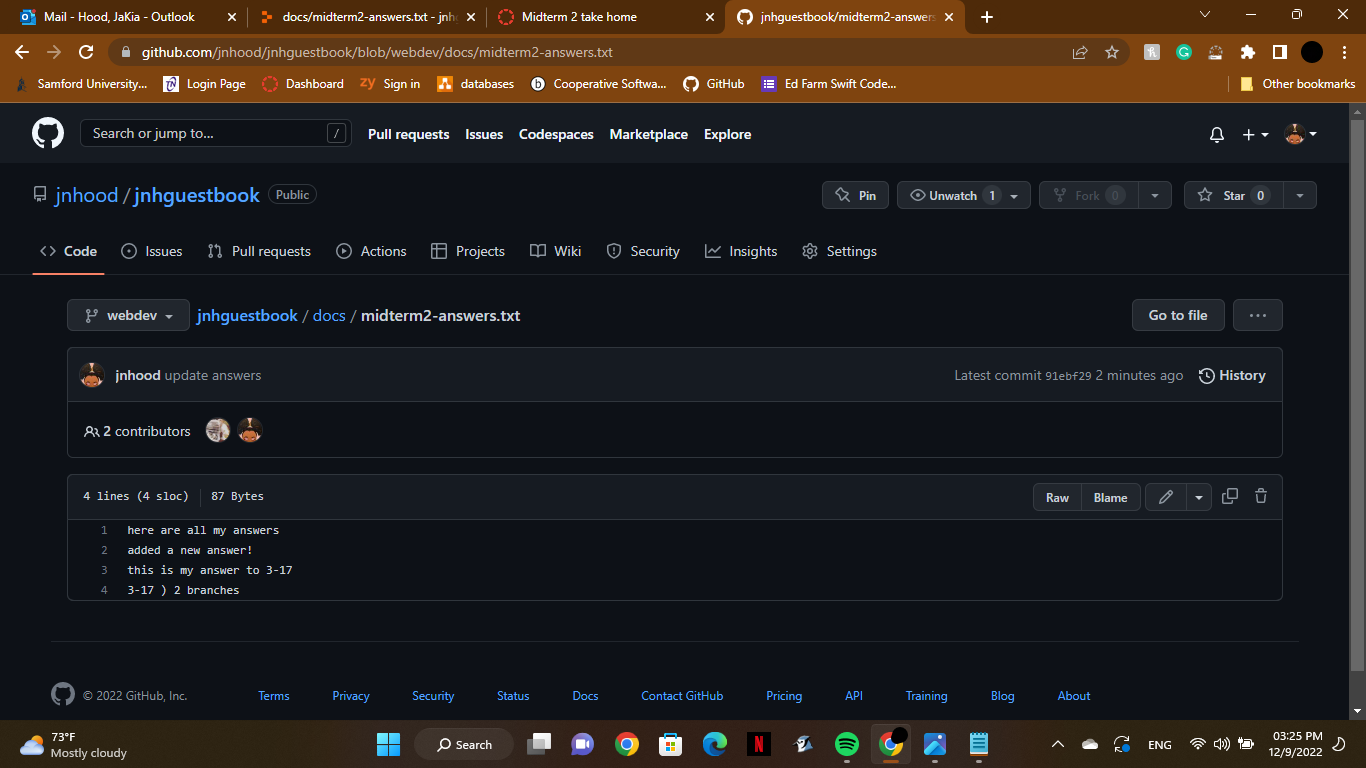 Mail - Hood, JaKia - Outlook
docs/midterm2-answers.txt - jnh
Midterm 2 take home
jnhguestbook/midterm2-answers
github.com/jnhood/jnhguestbook/blob/webdev/docs/midterm2-answers.txt
Samford University... Login Page Dashboard Sign in databases Cooperative Softwa... GitHub Ed Farm Swift Code... Other bookmarks
Search or jump to... / Pull requests Issues Codespaces Marketplace Explore
jnhood / jnhguestbook Public Pin Unwatch 1 Fork 0 Star 0
Code Issues Pull requests Actions Projects Wiki Security Insights Settings
webdev jnhguestbook / docs / midterm2-answers.txt Go to file
jnhood update answers Latest commit 91ebf29 2 minutes ago History
2 contributors
4 lines (4 sloc) 87 Bytes Raw Blame
1 here are all my answers
2 added a new answer!
3 this is my answer to 3-17
4 3-17 ) 2 branches
© 2022 GitHub, Inc. Terms Privacy Security Status Docs Contact GitHub Pricing API Training Blog About
73°F
Mostly cloudy
Search
ENG
03:25 PM
12/9/2022